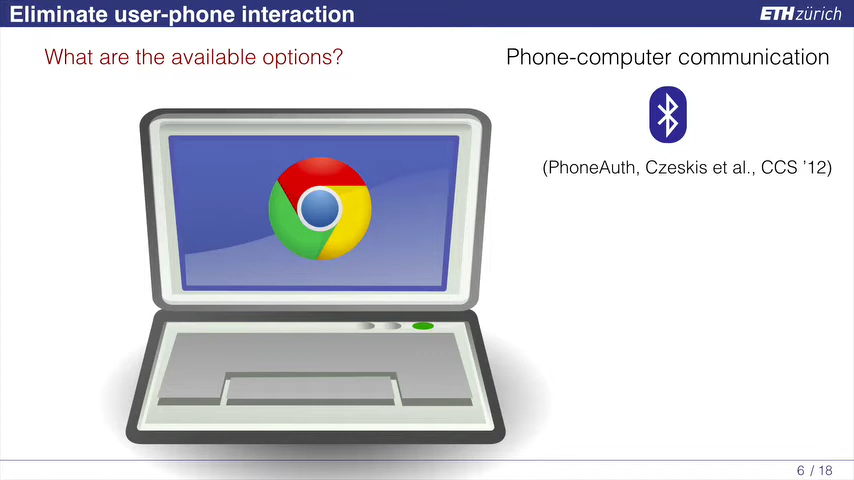 Eliminate user-phone interaction
ETH zürich
What are the available options?
Phone-computer communication
(PhoneAuth, Czeskis et al., CCS ’12)
6 / 18